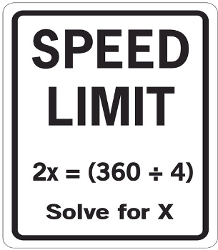 SPEED
LIMIT
2x = (360 ÷ 4)
Solve for X